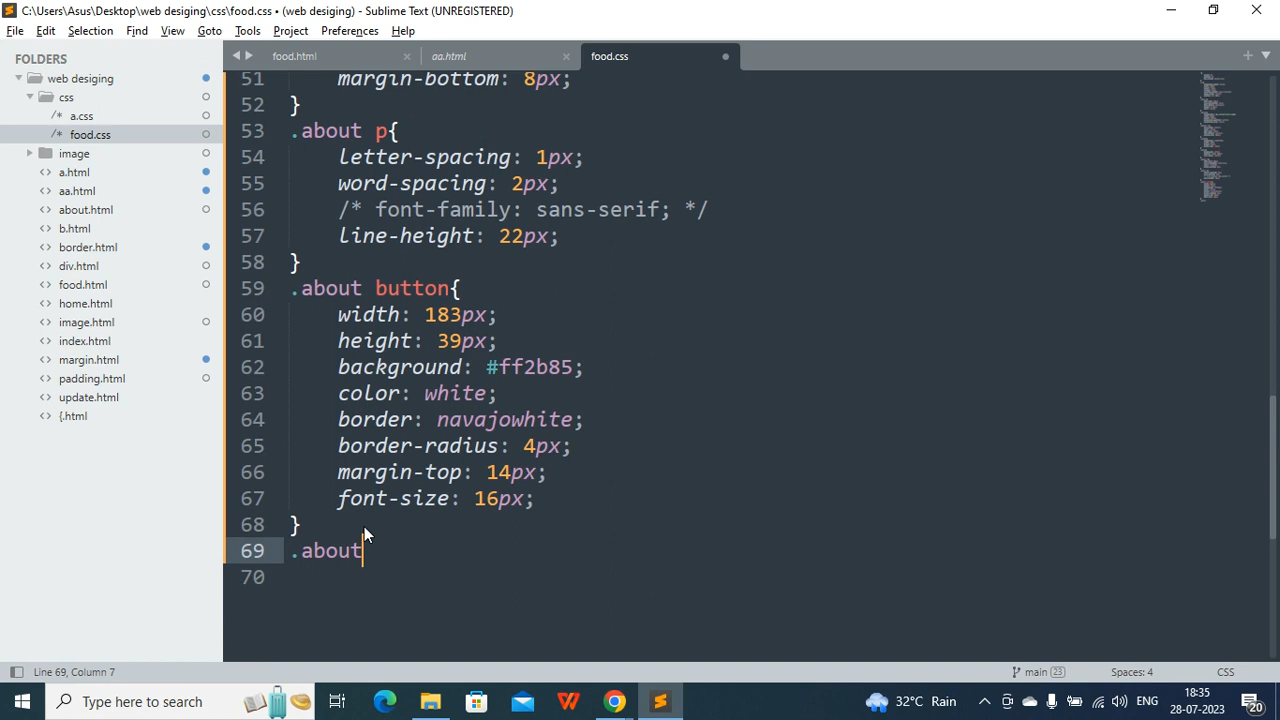 C:\Users\Asus\Desktop\web desiging\css\food.css • (web desiging) - Sublime Text (UNREGISTERED)
File Edit Selection Find View Goto Tools Project Preferences Help
FOLDERS
web desiging
css
/* a.css
/* food.css
image
<> a.html
<> aa.html
<> about.html
<> b.html
<> border.html
<> div.html
<> food.html
<> home.html
<> image.html
<> index.html
<> margin.html
<> padding.html
<> update.html
<> {.html
food.html aa.html food.css
51 margin-bottom: 8px;
52 }
53 .about p{
54 letter-spacing: 1px;
55 word-spacing: 2px;
56 /* font-family: sans-serif; */
57 line-height: 22px;
58 }
59 .about button{
60 width: 183px;
61 height: 39px;
62 background: #ff2b85;
63 color: white;
64 border: navajowhite;
65 border-radius: 4px;
66 margin-top: 14px;
67 font-size: 16px;
68 }
69 .about
70
Line 69, Column 7 main 23 Spaces: 4 CSS
Type here to search 32°C Rain ENG 18:35
28-07-2023 20